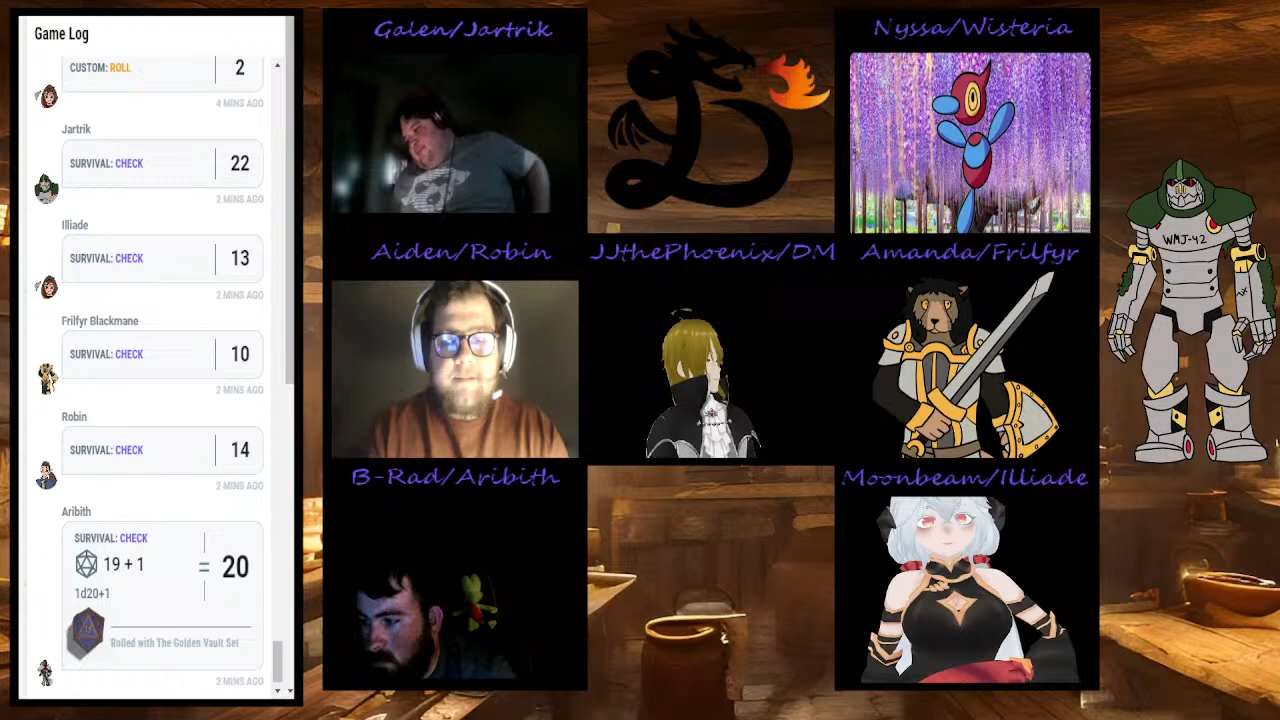 Game Log
CUSTOM: ROLL
2
4 MINS AGO
Jartrik
SURVIVAL: CHECK
22
2 MINS AGO
Illiade
SURVIVAL: CHECK
13
2 MINS AGO
Frilfyr Blackmane
SURVIVAL: CHECK
10
2 MINS AGO
Robin
SURVIVAL: CHECK
14
2 MINS AGO
Aribith
SURVIVAL: CHECK
19 + 1 = 20
1d20+1
Rolled with The Golden Vault Set
2 MINS AGO
Galen/Jartrik
Nyssa/Wisteria
Aiden/Robin
JJthePhoenix/DM
Amanda/Frilfyr
B-Rad/Aribith
Moonbeam/Illiade
WMJ-42